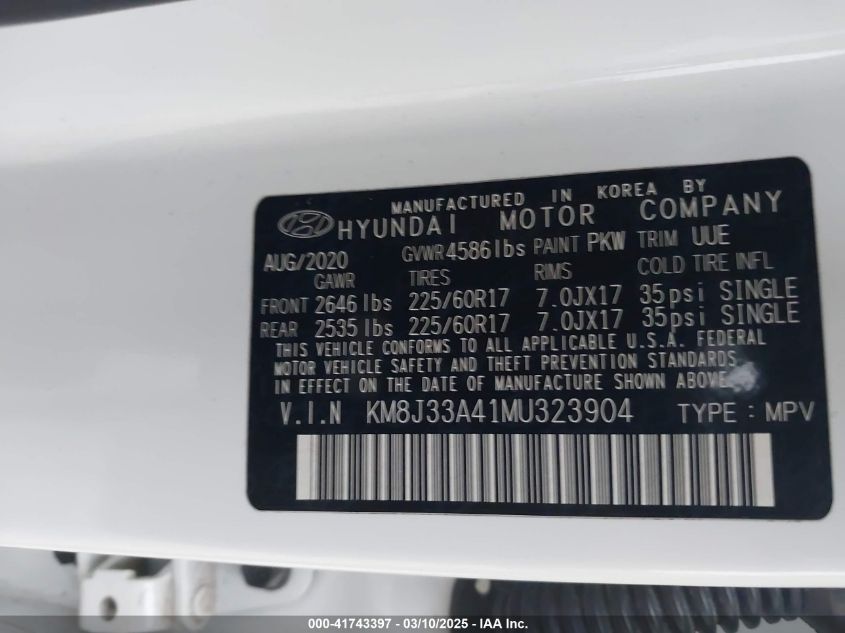 MANUFACTURED IN KOREA BY
HYUNDAI MOTOR COMPANY
AUG/2020 GVWR 4586lbs PAINT PKW TRIM UUE
GAWR TIRES RIMS COLD TIRE INFL
FRONT 2646 lbs 225/60R17 7.0JX17 35psi SINGLE
REAR 2535 lbs 225/60R17 7.0JX17 35psi SINGLE
THIS VEHICLE CONFORMS TO ALL APPLICABLE U.S.A. FEDERAL
MOTOR VEHICLE SAFETY AND THEFT PREVENTION STANDARDS
IN EFFECT ON THE DATE OF MANUFACTURE SHOWN ABOVE.
V.I.N KM8J33A41MU323904 TYPE : MPV
000-41743397 - 03/10/2025 - IAA Inc.